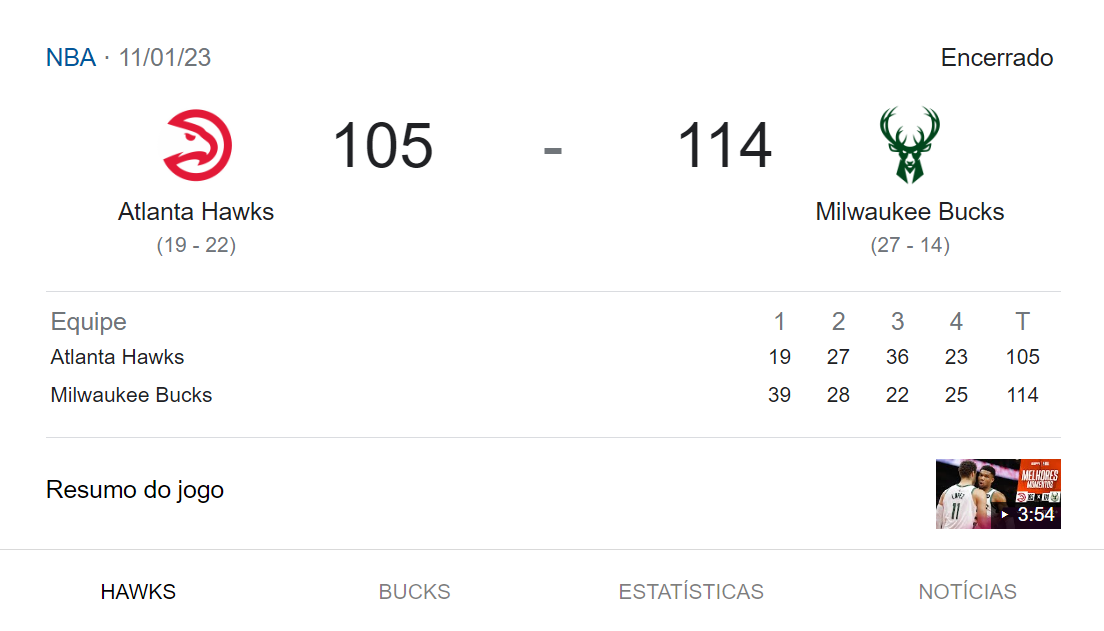 NBA · 11/01/23 Encerrado
105 - 114
Atlanta Hawks Milwaukee Bucks
(19 - 22) (27 - 14)
Equipe 1 2 3 4 T
Atlanta Hawks 19 27 36 23 105
Milwaukee Bucks 39 28 22 25 114
Resumo do jogo
MELHORES
MOMENTOS
11
3:54
HAWKS BUCKS ESTATÍSTICAS NOTÍCIAS